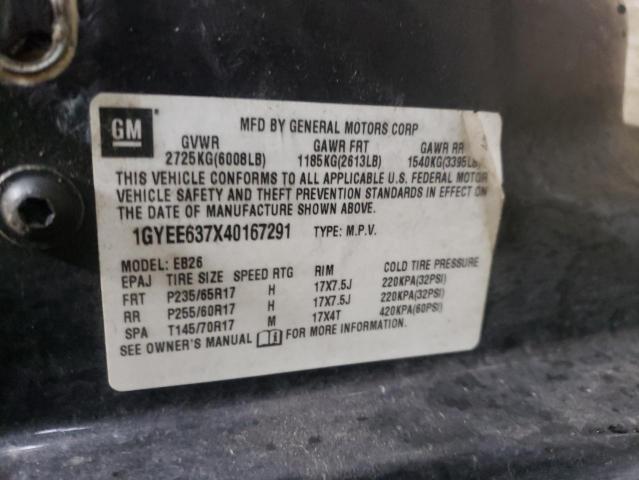 GM
MFD BY GENERAL MOTORS CORP
GVWR GAWR FRT GAWR RR
2725KG(6008LB) 1185KG(2613LB) 1540KG(3395LB)
THIS VEHICLE CONFORMS TO ALL APPLICABLE U.S. FEDERAL MOTOR
VEHICLE SAFETY AND THEFT PREVENTION STANDARDS IN EFFECT ON
THE DATE OF MANUFACTURE SHOWN ABOVE.
1GYEE637X40167291 TYPE: M.P.V.
MODEL: EB26
EPAJ TIRE SIZE SPEED RTG RIM COLD TIRE PRESSURE
FRT P235/65R17 H 17X7.5J 220KPA(32PSI)
RR P255/60R17 H 17X7.5J 220KPA(32PSI)
SPA T145/70R17 M 17X4T 420KPA(60PSI)
SEE OWNER'S MANUAL FOR MORE INFORMATION.